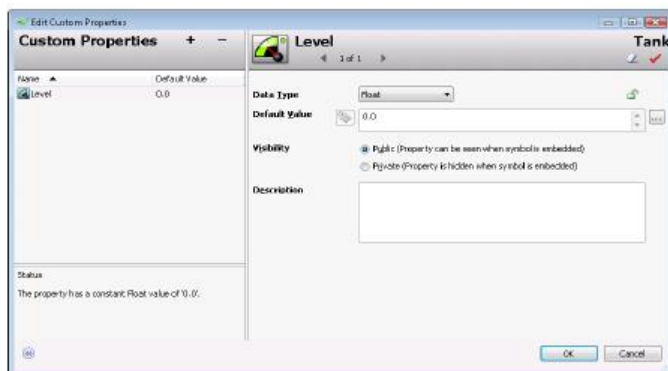 Edit Custom Properties
Custom Properties + −
Level
Tank
1 of 1
Name
Default Value
Level
0.0
Data Type
Float
Default Value
0.0
Visibility
Public (Property can be seen when symbol is embedded)
Private (Property is hidden when symbol is embedded)
Description
Status
The property has a constant Float value of '0.0'.
OK
Cancel